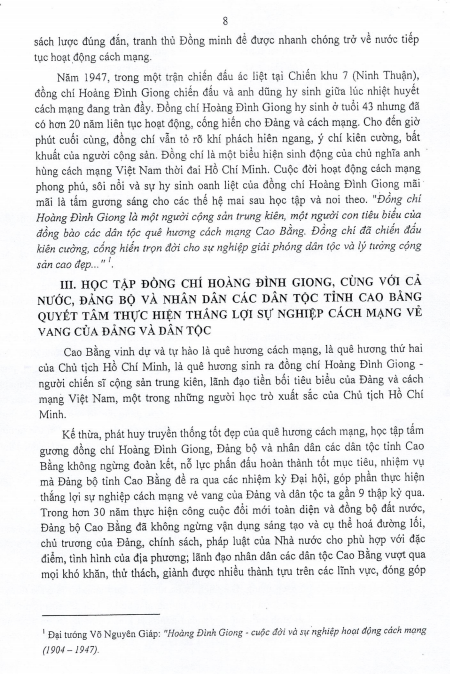 8
sách lược đúng đắn, tranh thủ Đồng minh để được nhanh chóng trở về nước tiếp
tục hoạt động cách mạng.
Năm 1947, trong một trận chiến đấu ác liệt tại Chiến khu 7 (Ninh Thuận),
đồng chí Hoàng Đình Giong chiến đấu và anh dũng hy sinh giữa lúc nhiệt huyết
cách mạng đang tràn đầy. Đồng chí Hoàng Đình Giong hy sinh ở tuổi 43 nhưng đã
có hơn 20 năm liên tục hoạt động, cống hiến cho Đảng và cách mạng. Cho đến giờ
phút cuối cùng, đồng chí vẫn tỏ rõ khí phách hiên ngang, ý chí kiên cường, bất
khuất của người cộng sản. Đồng chí là một biểu hiện sinh động của chủ nghĩa anh
hùng cách mạng Việt Nam thời đai Hồ Chí Minh. Cuộc đời hoạt động cách mạng
phong phú, sôi nổi và sự hy sinh oanh liệt của đồng chí Hoàng Đình Giong mãi
mãi là tấm gương sáng cho các thế hệ mai sau học tập và noi theo. "Đồng chí
Hoàng Đình Giong là một người cộng sản trung kiên, một người con tiêu biểu của
đồng bào các dân tộc quê hương cách mạng Cao Bằng. Đồng chí đã chiến đấu
kiên cường, cống hiến trọn đời cho sự nghiệp giải phóng dân tộc và lý tưởng cộng
sản cao đẹp..." 1.
III. HỌC TẬP ĐỒNG CHÍ HOÀNG ĐÌNH GIONG, CÙNG VỚI CẢ
NƯỚC, ĐẢNG BỘ VÀ NHÂN DÂN CÁC DÂN TỘC TỈNH CAO BẰNG
QUYẾT TÂM THỰC HIỆN THẮNG LỢI SỰ NGHIỆP CÁCH MẠNG VẺ
VANG CỦA ĐẢNG VÀ DÂN TỘC
Cao Bằng vinh dự và tự hào là quê hương cách mạng, là quê hương thứ hai
của Chủ tịch Hồ Chí Minh, là quê hương sinh ra đồng chí Hoàng Đình Giong -
người chiến sĩ cộng sản trung kiên, lãnh đạo tiền bối tiêu biểu của Đảng và cách
mạng Việt Nam, một trong những người học trò xuất sắc của Chủ tịch Hồ Chí
Minh.
Kế thừa, phát huy truyền thống tốt đẹp của quê hương cách mạng, học tập tấm
gương đồng chí Hoàng Đình Giong, Đảng bộ và nhân dân các dân tộc tỉnh Cao
Bằng không ngừng đoàn kết, nỗ lực phấn đấu hoàn thành tốt mục tiêu, nhiệm vụ
mà Đảng bộ tỉnh Cao Bằng đề ra qua các nhiệm kỳ Đại hội, góp phần thực hiện
thắng lợi sự nghiệp cách mạng vẻ vang của Đảng và dân tộc ta gần 9 thập kỷ qua.
Trong hơn 30 năm thực hiện công cuộc đổi mới toàn diện và đồng bộ đất nước,
Đảng bộ Cao Bằng đã không ngừng vận dụng sáng tạo và cụ thể hoá đường lối,
chủ trương của Đảng, chính sách, pháp luật của Nhà nước cho phù hợp với đặc
điểm, tình hình của địa phương; lãnh đạo nhân dân các dân tộc Cao Bằng vượt qua
mọi khó khăn, thử thách, giành được nhiều thành tựu trên các lĩnh vực, đóng góp
1 Đại tướng Võ Nguyên Giáp: "Hoàng Đình Giong - cuộc đời và sự nghiệp hoạt động cách mạng
(1904 – 1947).